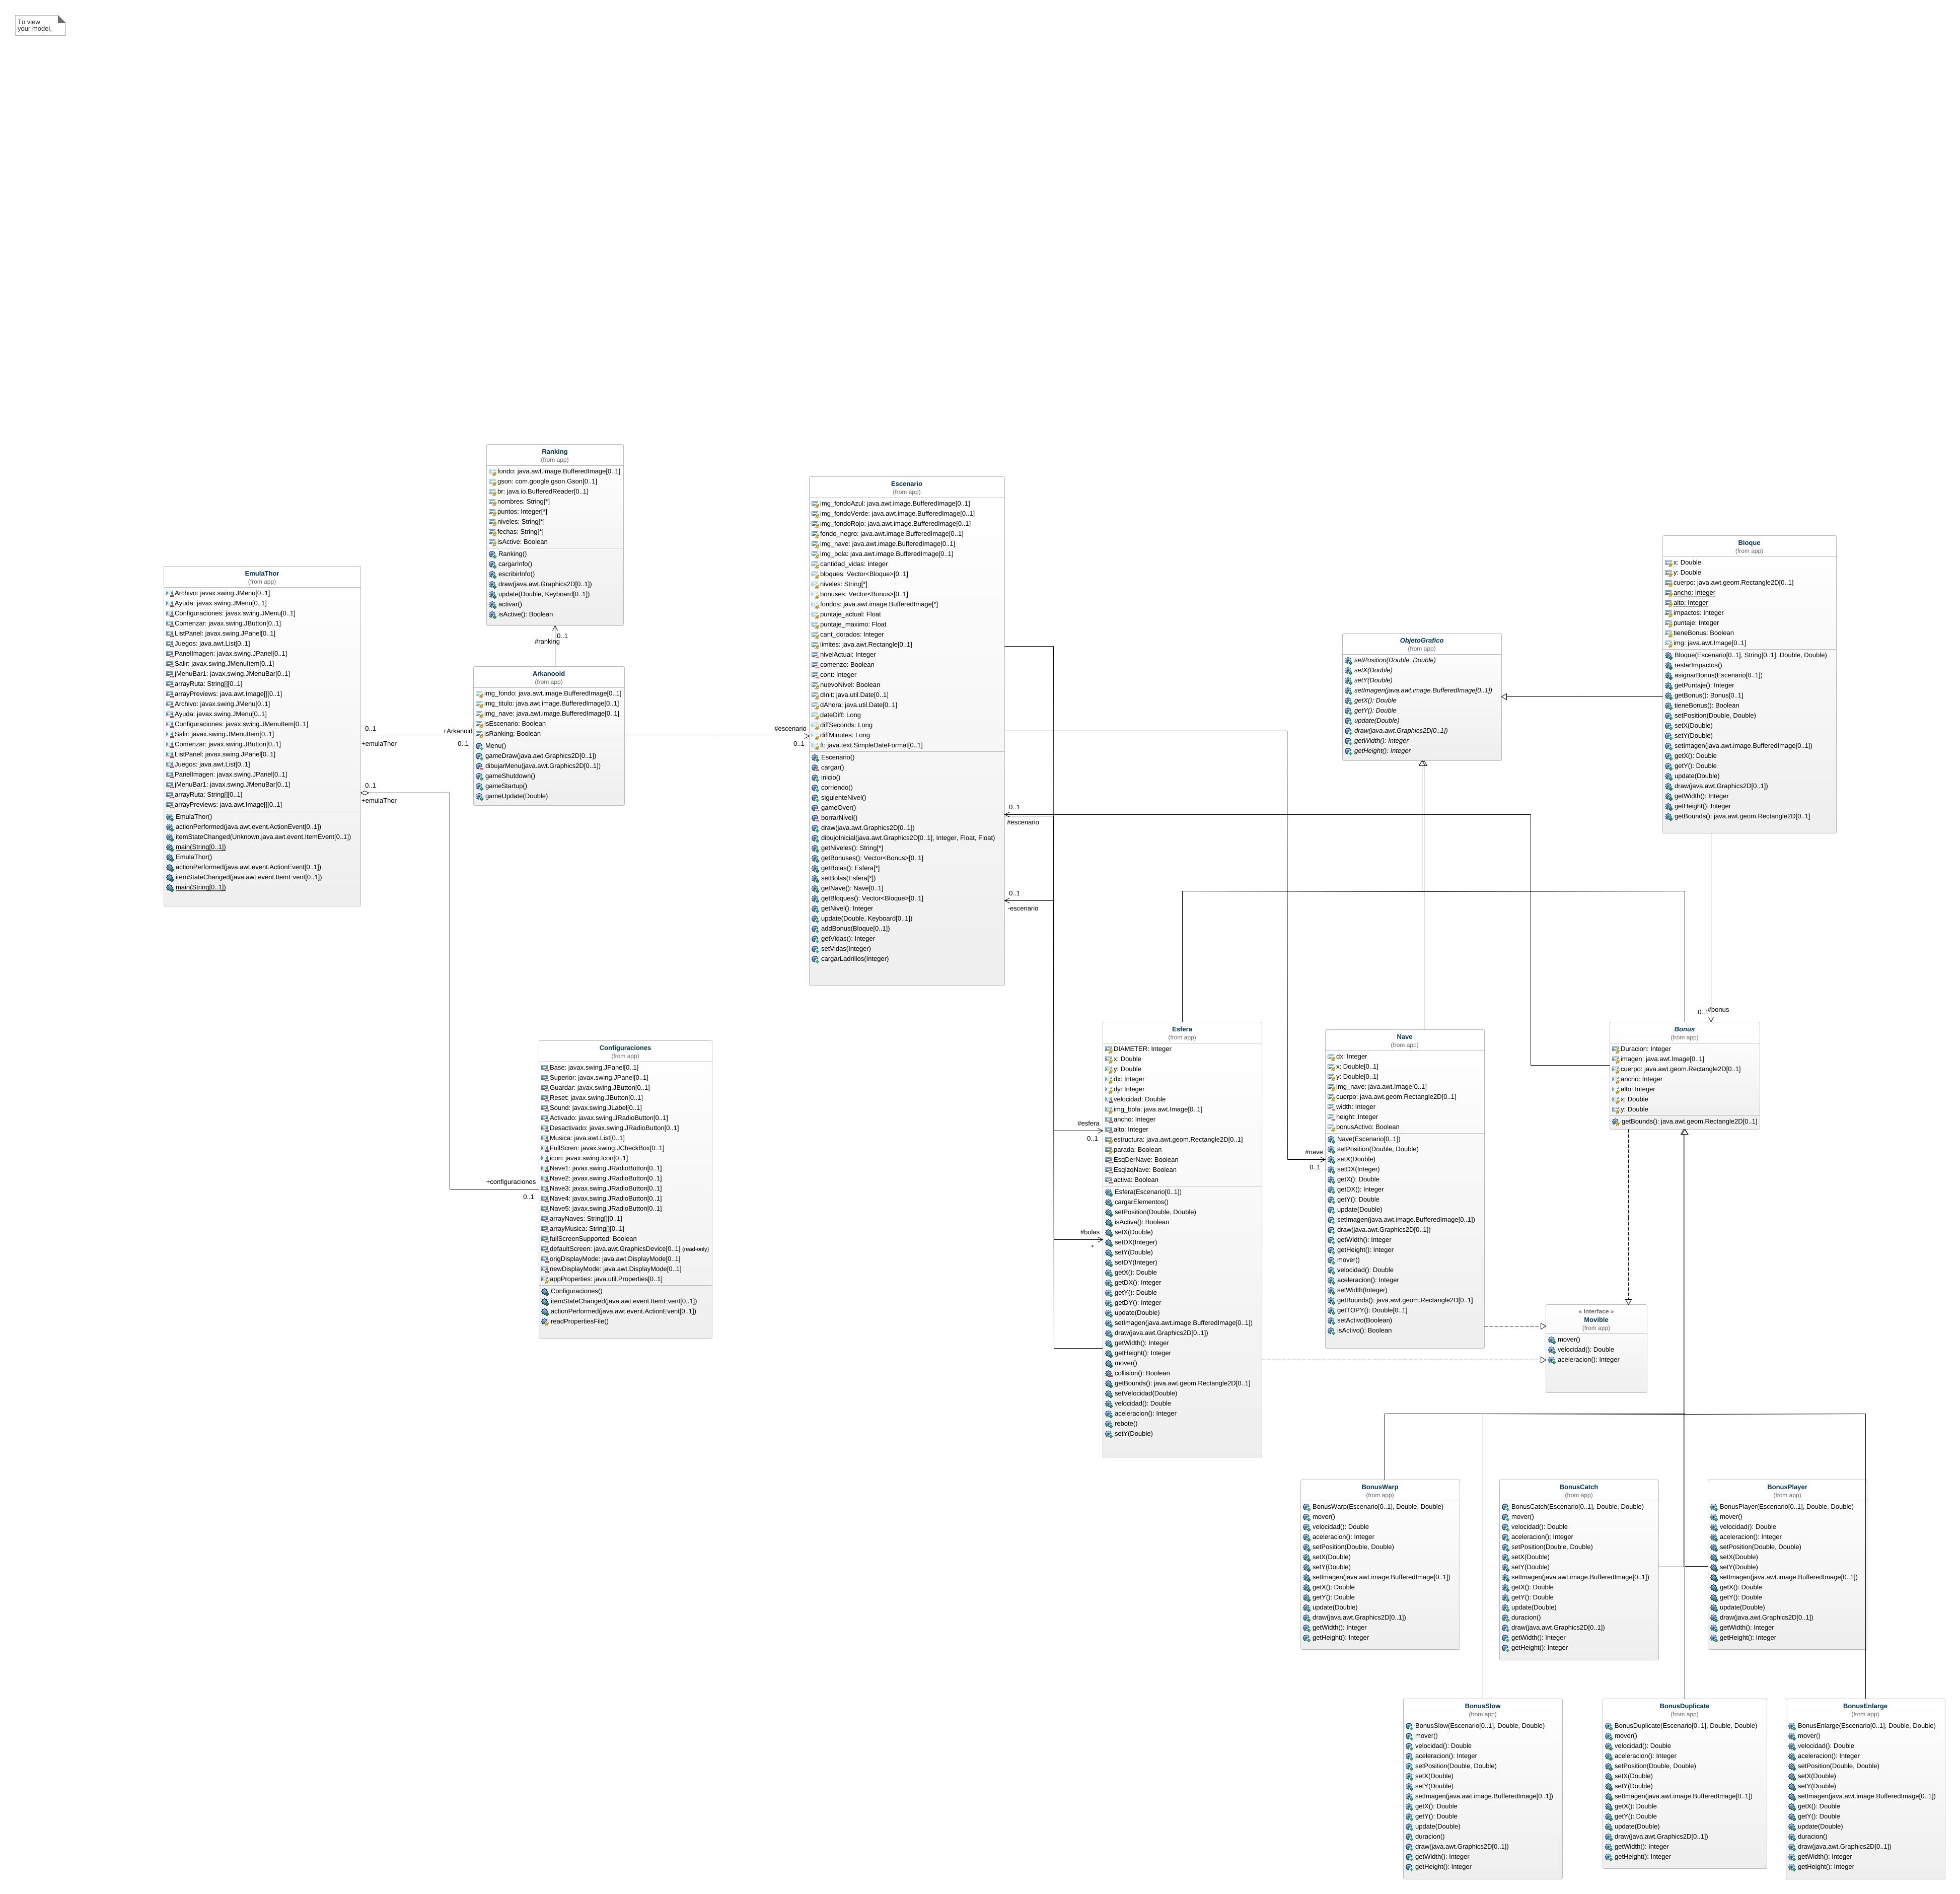 To view
your model,
Ranking
(from app)
fondo: java.awt.image.BufferedImage[0..1]
gson: com.google.gson.Gson[0..1]
br: java.io.BufferedReader[0..1]
nombres: String[*]
puntos: Integer[*]
niveles: String[*]
fechas: String[*]
isActive: Boolean
Ranking()
cargarInfo()
escribirInfo()
draw(java.awt.Graphics2D[0..1])
update(Double, Keyboard[0..1])
activar()
isActive(): Boolean
0..1
#ranking
EmulaThor
(from app)
Archivo: javax.swing.JMenu[0..1]
Ayuda: javax.swing.JMenu[0..1]
Configuraciones: javax.swing.JMenu[0..1]
Comenzar: javax.swing.JButton[0..1]
ListPanel: javax.swing.JPanel[0..1]
Juegos: java.awt.List[0..1]
PanelImagen: javax.swing.JPanel[0..1]
Salir: javax.swing.JMenuItem[0..1]
jMenuBar1: javax.swing.JMenuBar[0..1]
arrayRuta: String[][0..1]
arrayPreviews: java.awt.Image[][0..1]
Archivo: javax.swing.JMenu[0..1]
Ayuda: javax.swing.JMenu[0..1]
Configuraciones: javax.swing.JMenuItem[0..1]
Salir: javax.swing.JMenuItem[0..1]
Comenzar: javax.swing.JButton[0..1]
ListPanel: javax.swing.JPanel[0..1]
Juegos: java.awt.List[0..1]
PanelImagen: javax.swing.JPanel[0..1]
jMenuBar1: javax.swing.JMenuBar[0..1]
arrayRuta: String[][0..1]
arrayPreviews: java.awt.Image[][0..1]
EmulaThor()
actionPerformed(java.awt.event.ActionEvent[0..1])
itemStateChanged(Unknown.java.awt.event.ItemEvent[0..1])
main(String[0..1])
EmulaThor()
actionPerformed(java.awt.event.ActionEvent[0..1])
itemStateChanged(java.awt.event.ItemEvent[0..1])
main(String[0..1])
0..1
+emulaThor
+Arkanoid
0..1
0..1
+emulaThor
Arkanooid
(from app)
img_fondo: java.awt.image.BufferedImage[0..1]
img_titulo: java.awt.image.BufferedImage[0..1]
img_nave: java.awt.image.BufferedImage[0..1]
isEscenario: Boolean
isRanking: Boolean
Menu()
gameDraw(java.awt.Graphics2D[0..1])
dibujarMenu(java.awt.Graphics2D[0..1])
gameShutdown()
gameStartup()
gameUpdate(Double)
#escenario
0..1
Escenario
(from app)
img_fondoAzul: java.awt.image.BufferedImage[0..1]
img_fondoVerde: java.awt.image.BufferedImage[0..1]
img_fondoRojo: java.awt.image.BufferedImage[0..1]
fondo_negro: java.awt.image.BufferedImage[0..1]
img_nave: java.awt.image.BufferedImage[0..1]
img_bola: java.awt.image.BufferedImage[0..1]
cantidad_vidas: Integer
bloques: Vector<Bloque>[0..1]
niveles: String[*]
bonuses: Vector<Bonus>[0..1]
fondos: java.awt.image.BufferedImage[*]
puntaje_actual: Float
puntaje_maximo: Float
cant_dorados: Integer
limites: java.awt.Rectangle[0..1]
nivelActual: Integer
comenzo: Boolean
cont: Integer
nuevoNivel: Boolean
dInit: java.util.Date[0..1]
dAhora: java.util.Date[0..1]
dateDiff: Long
diffSeconds: Long
diffMinutes: Long
ft: java.text.SimpleDateFormat[0..1]
Escenario()
cargar()
inicio()
corriendo()
siguienteNivel()
gameOver()
borrarNivel()
draw(java.awt.Graphics2D[0..1])
dibujoInicial(java.awt.Graphics2D[0..1], Integer, Float, Float)
getNiveles(): String[*]
getBonuses(): Vector<Bonus>[0..1]
getBolas(): Esfera[*]
setBolas(Esfera[*])
getNave(): Nave[0..1]
getBloques(): Vector<Bloque>[0..1]
getNivel(): Integer
update(Double, Keyboard[0..1])
addBonus(Bloque[0..1])
getVidas(): Integer
setVidas(Integer)
cargarLadrillos(Integer)
0..1
#escenario
0..1
-escenario
ObjetoGrafico
(from app)
setPosition(Double, Double)
setX(Double)
setY(Double)
setImagen(java.awt.image.BufferedImage[0..1])
getX(): Double
getY(): Double
update(Double)
draw(java.awt.Graphics2D[0..1])
getWidth(): Integer
getHeight(): Integer
Bloque
(from app)
x: Double
y: Double
cuerpo: java.awt.geom.Rectangle2D[0..1]
ancho: Integer
alto: Integer
impactos: Integer
puntaje: Integer
tieneBonus: Boolean
img: java.awt.Image[0..1]
Bloque(Escenario[0..1], String[0..1], Double, Double)
restarImpactos()
asignarBonus(Escenario[0..1])
getPuntaje(): Integer
getBonus(): Bonus[0..1]
tieneBonus(): Boolean
setPosition(Double, Double)
setX(Double)
setY(Double)
setImagen(java.awt.image.BufferedImage[0..1])
getX(): Double
getY(): Double
update(Double)
draw(java.awt.Graphics2D[0..1])
getWidth(): Integer
getHeight(): Integer
getBounds(): java.awt.geom.Rectangle2D[0..1]
0..1
#bonus
Configuraciones
(from app)
Base: javax.swing.JPanel[0..1]
Superior: javax.swing.JPanel[0..1]
Guardar: javax.swing.JButton[0..1]
Reset: javax.swing.JButton[0..1]
Sound: javax.swing.JLabel[0..1]
Activado: javax.swing.JRadioButton[0..1]
Desactivado: javax.swing.JRadioButton[0..1]
Musica: java.awt.List[0..1]
FullScren: javax.swing.JCheckBox[0..1]
icon: javax.swing.Icon[0..1]
Nave1: javax.swing.JRadioButton[0..1]
Nave2: javax.swing.JRadioButton[0..1]
Nave3: javax.swing.JRadioButton[0..1]
Nave4: javax.swing.JRadioButton[0..1]
Nave5: javax.swing.JRadioButton[0..1]
arrayNaves: String[][0..1]
arrayMusica: String[][0..1]
fullScreenSupported: Boolean
defaultScreen: java.awt.GraphicsDevice[0..1] {read-only}
origDisplayMode: java.awt.DisplayMode[0..1]
newDisplayMode: java.awt.DisplayMode[0..1]
appProperties: java.util.Properties[0..1]
Configuraciones()
itemStateChanged(java.awt.event.ItemEvent[0..1])
actionPerformed(java.awt.event.ActionEvent[0..1])
readPropertiesFile()
+configuraciones
0..1
#esfera
0..1
#bolas
*
Esfera
(from app)
DIAMETER: Integer
x: Double
y: Double
dx: Integer
dy: Integer
velocidad: Double
img_bola: java.awt.Image[0..1]
ancho: Integer
alto: Integer
estructura: java.awt.geom.Rectangle2D[0..1]
parada: Boolean
EsqDerNave: Boolean
EsqIzqNave: Boolean
activa: Boolean
Esfera(Escenario[0..1])
cargarElementos()
setPosition(Double, Double)
isActiva(): Boolean
setX(Double)
setDX(Integer)
setY(Double)
setDY(Integer)
getX(): Double
getDX(): Integer
getY(): Double
getDY(): Integer
update(Double)
setImagen(java.awt.image.BufferedImage[0..1])
draw(java.awt.Graphics2D[0..1])
getWidth(): Integer
getHeight(): Integer
mover()
collision(): Boolean
getBounds(): java.awt.geom.Rectangle2D[0..1]
setVelocidad(Double)
velocidad(): Double
aceleracion(): Integer
rebote()
setY(Double)
#nave
0..1
Nave
(from app)
dx: Integer
x: Double[0..1]
y: Double[0..1]
img_nave: java.awt.Image[0..1]
cuerpo: java.awt.geom.Rectangle2D[0..1]
width: Integer
height: Integer
bonusActivo: Boolean
Nave(Escenario[0..1])
setPosition(Double, Double)
setX(Double)
setDX(Integer)
getX(): Double
getDX(): Integer
getY(): Double
update(Double)
setImagen(java.awt.image.BufferedImage[0..1])
draw(java.awt.Graphics2D[0..1])
getWidth(): Integer
getHeight(): Integer
mover()
velocidad(): Double
aceleracion(): Integer
setWidth(Integer)
getBounds(): java.awt.geom.Rectangle2D[0..1]
getTOPY(): Double[0..1]
setActivo(Boolean)
isActivo(): Boolean
Bonus
(from app)
Duracion: Integer
imagen: java.awt.Image[0..1]
cuerpo: java.awt.geom.Rectangle2D[0..1]
ancho: Integer
alto: Integer
x: Double
y: Double
getBounds(): java.awt.geom.Rectangle2D[0..1]
« Interface »
Movible
(from app)
mover()
velocidad(): Double
aceleracion(): Integer
BonusWarp
(from app)
BonusWarp(Escenario[0..1], Double, Double)
mover()
velocidad(): Double
aceleracion(): Integer
setPosition(Double, Double)
setX(Double)
setY(Double)
setImagen(java.awt.image.BufferedImage[0..1])
getX(): Double
getY(): Double
update(Double)
draw(java.awt.Graphics2D[0..1])
getWidth(): Integer
getHeight(): Integer
BonusCatch
(from app)
BonusCatch(Escenario[0..1], Double, Double)
mover()
velocidad(): Double
aceleracion(): Integer
setPosition(Double, Double)
setX(Double)
setY(Double)
setImagen(java.awt.image.BufferedImage[0..1])
getX(): Double
getY(): Double
update(Double)
duracion()
draw(java.awt.Graphics2D[0..1])
getWidth(): Integer
getHeight(): Integer
BonusPlayer
(from app)
BonusPlayer(Escenario[0..1], Double, Double)
mover()
velocidad(): Double
aceleracion(): Integer
setPosition(Double, Double)
setX(Double)
setY(Double)
setImagen(java.awt.image.BufferedImage[0..1])
getX(): Double
getY(): Double
update(Double)
draw(java.awt.Graphics2D[0..1])
getWidth(): Integer
getHeight(): Integer
BonusSlow
(from app)
BonusSlow(Escenario[0..1], Double, Double)
mover()
velocidad(): Double
aceleracion(): Integer
setPosition(Double, Double)
setX(Double)
setY(Double)
setImagen(java.awt.image.BufferedImage[0..1])
getX(): Double
getY(): Double
update(Double)
duracion()
draw(java.awt.Graphics2D[0..1])
getWidth(): Integer
getHeight(): Integer
BonusDuplicate
(from app)
BonusDuplicate(Escenario[0..1], Double, Double)
mover()
velocidad(): Double
aceleracion(): Integer
setPosition(Double, Double)
setX(Double)
setY(Double)
setImagen(java.awt.image.BufferedImage[0..1])
getX(): Double
getY(): Double
update(Double)
draw(java.awt.Graphics2D[0..1])
getWidth(): Integer
getHeight(): Integer
BonusEnlarge
(from app)
BonusEnlarge(Escenario[0..1], Double, Double)
mover()
velocidad(): Double
aceleracion(): Integer
setPosition(Double, Double)
setX(Double)
setY(Double)
setImagen(java.awt.image.BufferedImage[0..1])
getX(): Double
getY(): Double
update(Double)
duracion()
draw(java.awt.Graphics2D[0..1])
getWidth(): Integer
getHeight(): Integer